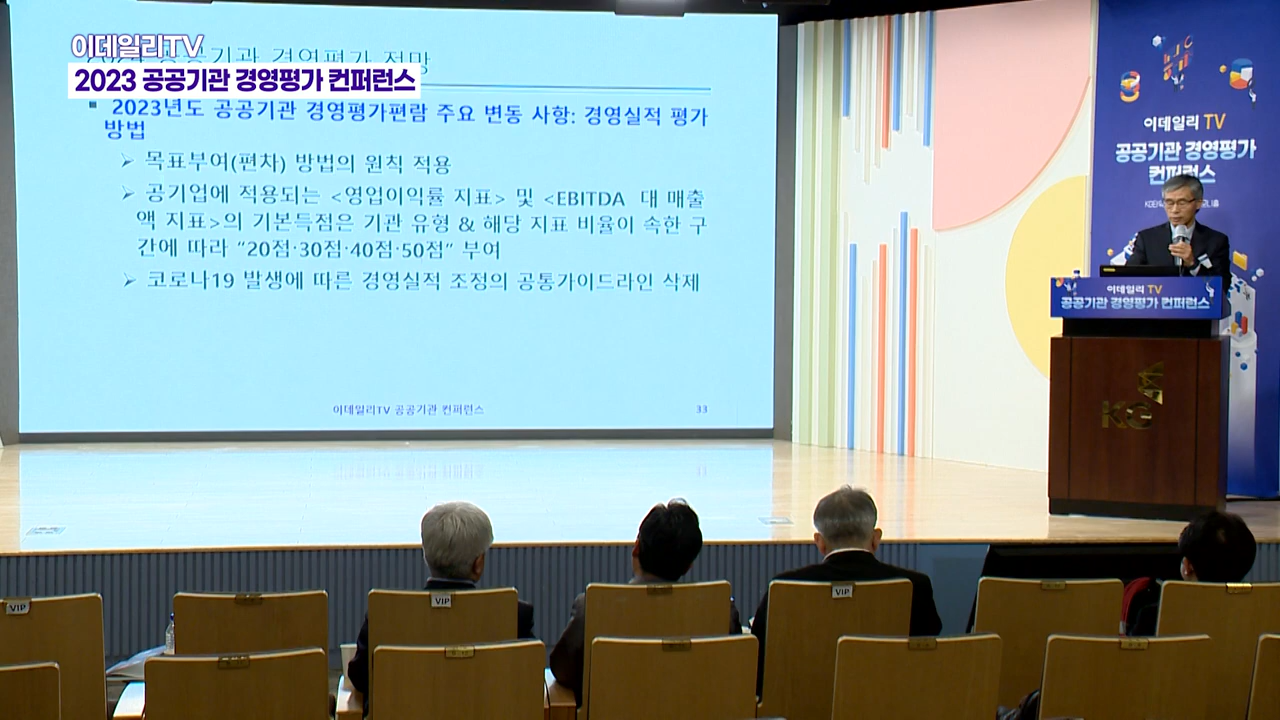 이데일리TV
2023 공공기관 경영평가 컨퍼런스
공공기관 경영평가 전망
2023년도 공공기관 경영평가편람 주요 변동 사항: 경영실적 평가
방법
목표부여(편차) 방법의 원칙 적용
공기업에 적용되는 <영업이익률 지표> 및 <EBITDA 대 매출
액 지표>의 기본득점은 기관 유형 & 해당 지표 비율이 속한 구
간에 따라 “20점·30점·40점·50점” 부여
코로나19 발생에 따른 경영실적 조정의 공통가이드라인 삭제
이데일리TV 공공기관 컨퍼런스
33
이데일리 TV
공공기관 경영평가
컨퍼런스
이데일리 TV
공공기관 경영평가 컨퍼런스
KG
VIP
VIP
VIP